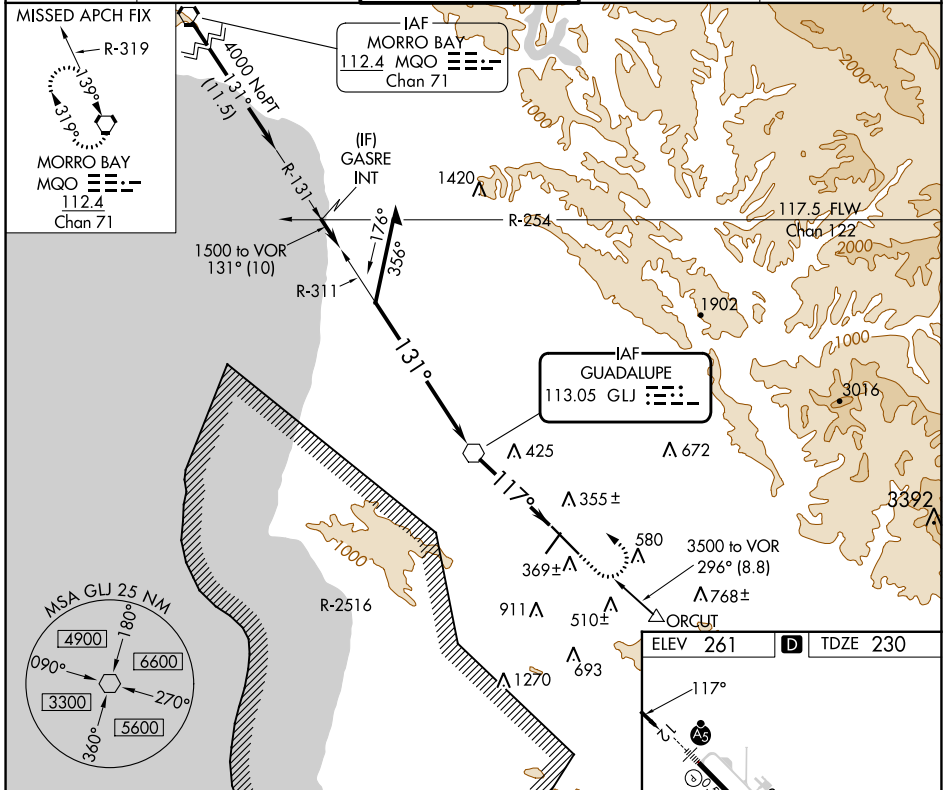 MISSED APCH FIX
R-319
139°
319°
MORRO BAY
MQO
112.4
Chan 71
IAF
MORRO BAY
112.4 MQO
Chan 71
4000 NoPT
131°
(11.5)
R-131
(IF)
GASRE
INT
1420
R-254
117.5 FLW
Chan 122
1000
2000
2000
1500 to VOR
131° (10)
R-311
176°
356°
1902
1000
131°
IAF
GUADALUPE
113.05 GLJ
3016
425
672
117°
355±
3392
1000
369±
580
3500 to VOR
296° (8.8)
R-2516
911
510±
768±
ORCUT
693
1270
MSA GLJ 25 NM
180°
4900
090°
6600
3300
270°
5600
360°
ELEV 261
D
TDZE 230
117°
12
A5
P